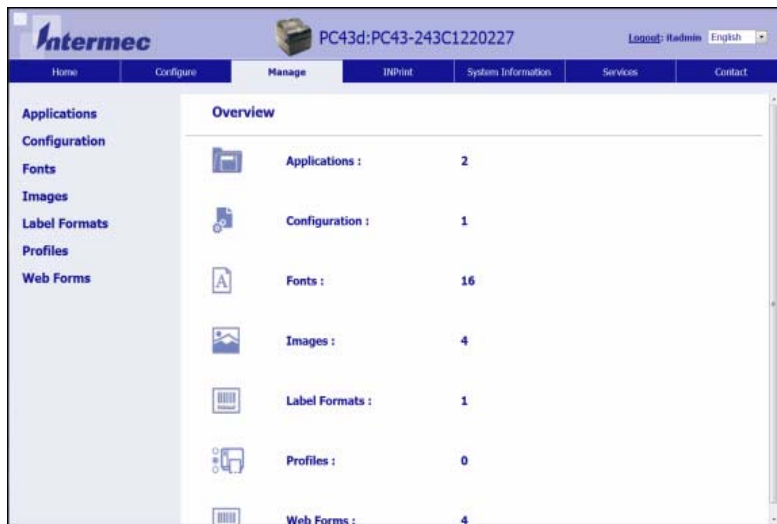 Intermec
PC43d:PC43-243C1220227
Logout: itadmin English
Home Configure Manage INPrint System Information Services Contact
Applications
Configuration
Fonts
Images
Label Formats
Profiles
Web Forms
Overview
Applications : 2
Configuration : 1
A Fonts : 16
Images : 4
Label Formats : 1
Profiles : 0
Web Forms : 4